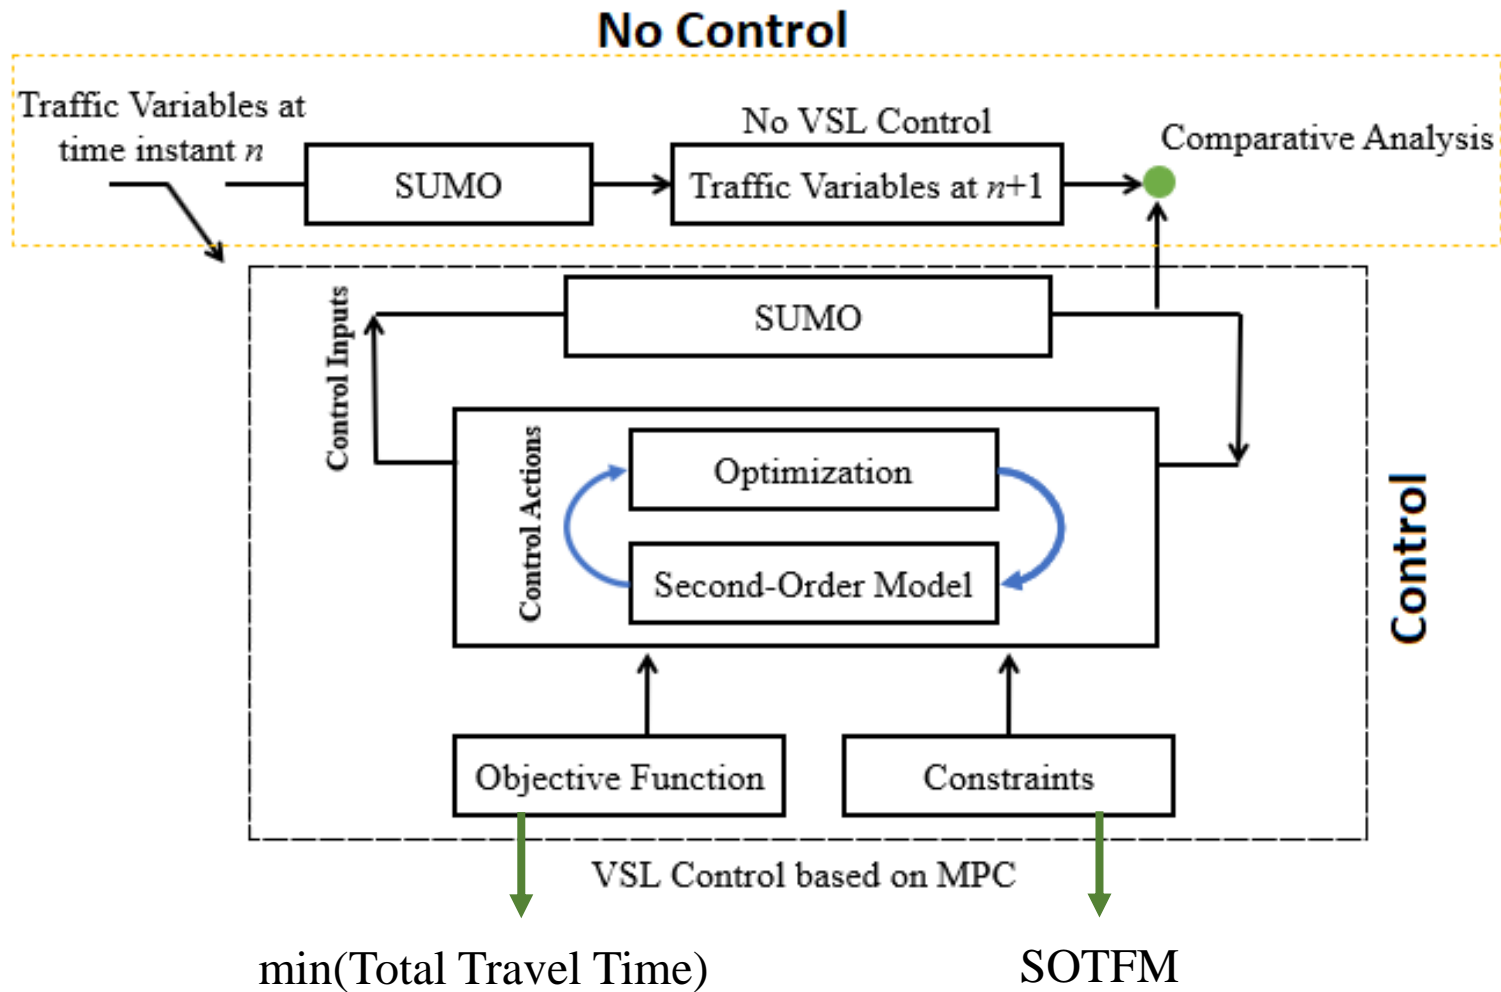 No Control
Traffic Variables at
time instant n
SUMO
No VSL Control
Traffic Variables at n+1
Comparative Analysis
Control Inputs
SUMO
Control Actions
Optimization
Second-Order Model
Control
Objective Function
Constraints
VSL Control based on MPC
min(Total Travel Time)
SOTFM